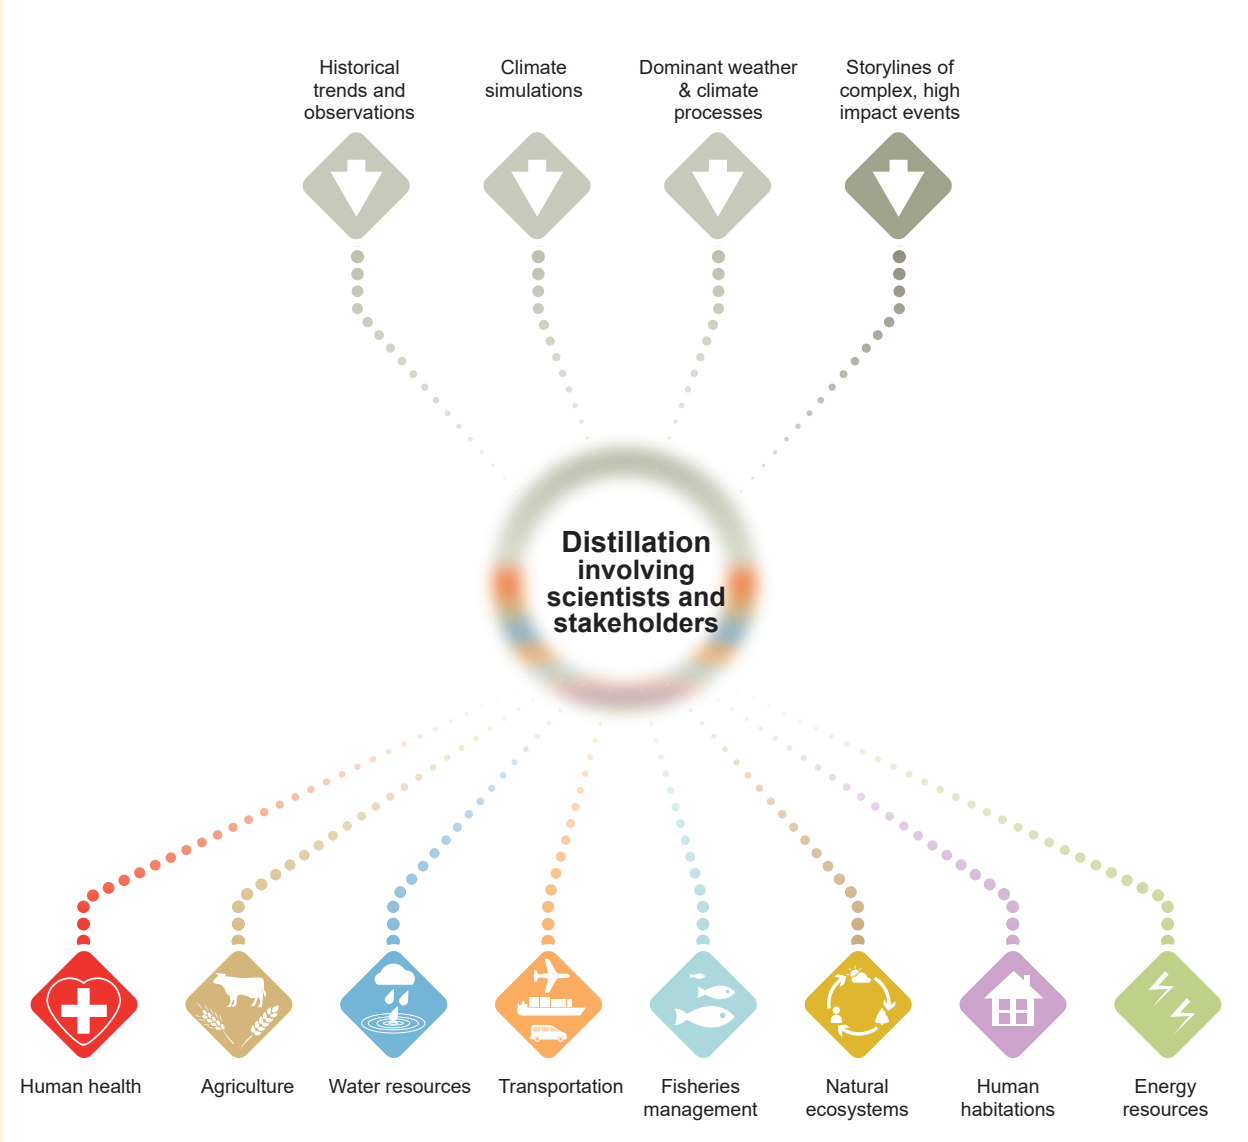 Historical
trends and
observations
Climate
simulations
Dominant weather
& climate
processes
Storylines of
complex, high
impact events
Distillation
involving
scientists and
stakeholders
Human health
Agriculture
Water resources
Transportation
Fisheries
management
Natural
ecosystems
Human
habitations
Energy
resources